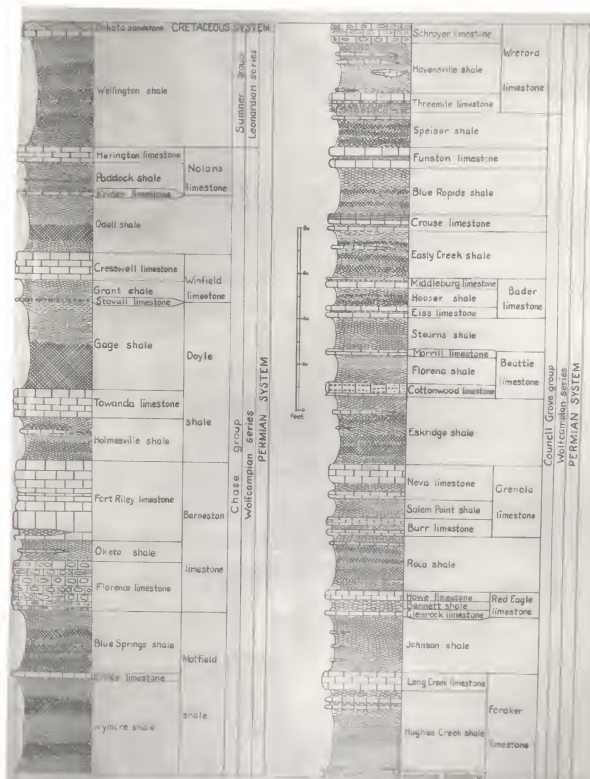 Dakota sandstone CRETACEOUS SYSTEM
Wellington shale
Sumner group
Leonardian series
Herington limestone
Paddock shale
Krider limestone
Nolans
limestone
Odell shale
Cresswell limestone
Grant shale
Stovall limestone
Winfield
limestone
Gage shale
Towanda limestone
Holmesville shale
Doyle
shale
Fort Riley limestone
Oketo shale
Florence limestone
Barneston
limestone
Blue Springs shale
Kinney limestone
Wymore shale
Matfield
shale
Chase group
Wolfcampian series
PERMIAN SYSTEM
Schroyer limestone
Havensville shale
Threemile limestone
Wreford
limestone
Speiser shale
Funston limestone
Blue Rapids shale
Crouse limestone
Easly Creek shale
Middleburg limestone
Hooser shale
Eiss limestone
Bader
limestone
Stearns shale
Morrill limestone
Florena shale
Cottonwood limestone
Beattie
limestone
Eskridge shale
Neva limestone
Salem Point shale
Burr limestone
Grenola
limestone
Roca shale
Howe limestone
Bennett shale
Glenrock limestone
Red Eagle
limestone
Johnson shale
Long Creek limestone
Hughes Creek shale
Foraker
limestone
Council Grove group
Wolfcampian series
PERMIAN SYSTEM
Feet